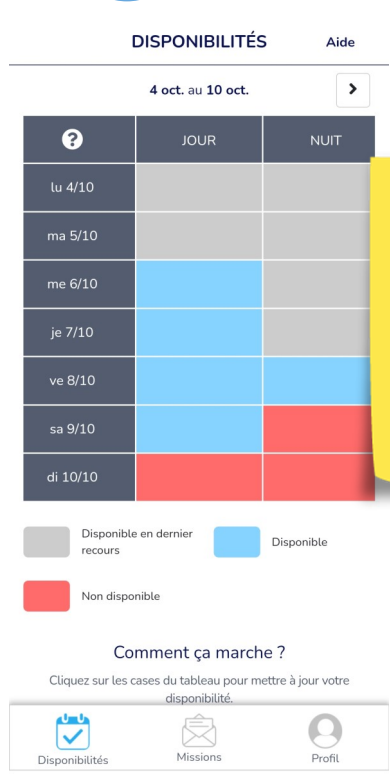 DISPONIBILITÉS Aide
4 oct. au 10 oct.
? JOUR NUIT
lu 4/10
ma 5/10
me 6/10
je 7/10
ve 8/10
sa 9/10
di 10/10
Disponible en dernier
recours
Disponible
Non disponible
Comment ça marche ?
Cliquez sur les cases du tableau pour mettre à jour votre
disponibilité.
Disponibilités Missions Profil